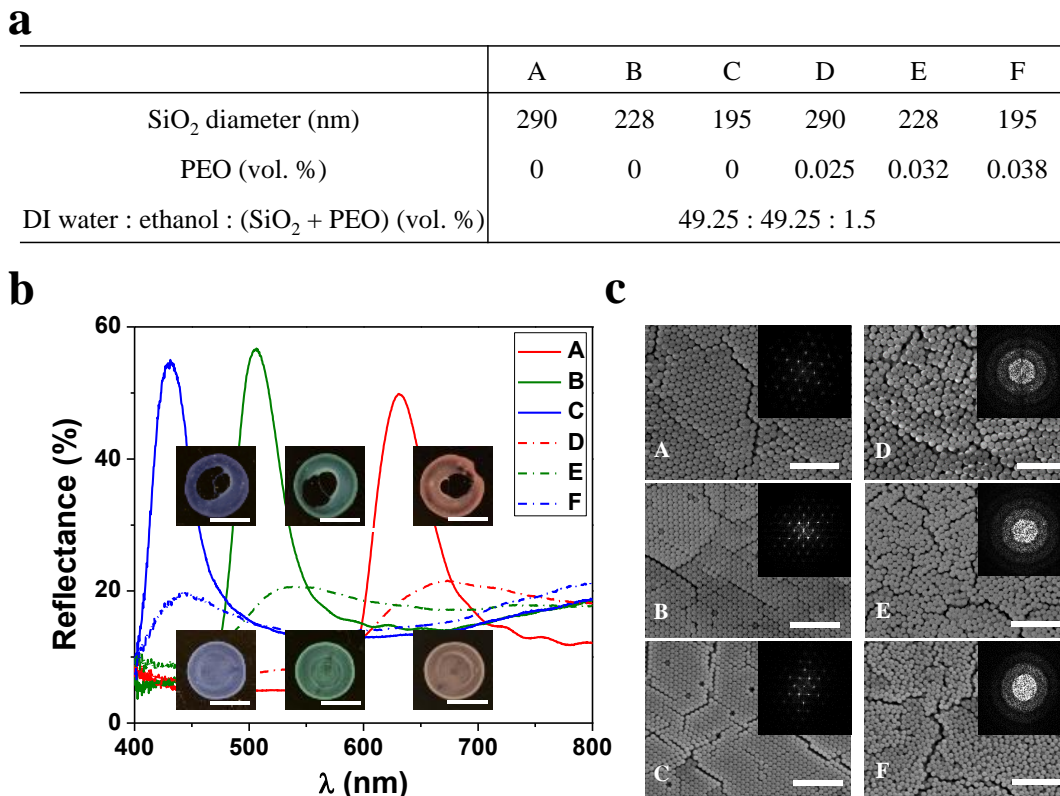 a
A B C D E F
SiO₂ diameter (nm) 290 228 195 290 228 195
PEO (vol. %) 0 0 0 0.025 0.032 0.038
DI water : ethanol : (SiO₂ + PEO) (vol. %) 49.25 : 49.25 : 1.5
b
60
40
20
0
Reflectance (%)
400 500 600 700 800
λ (nm)
A
B
C
D
E
F
c
A
D
B
E
C
F